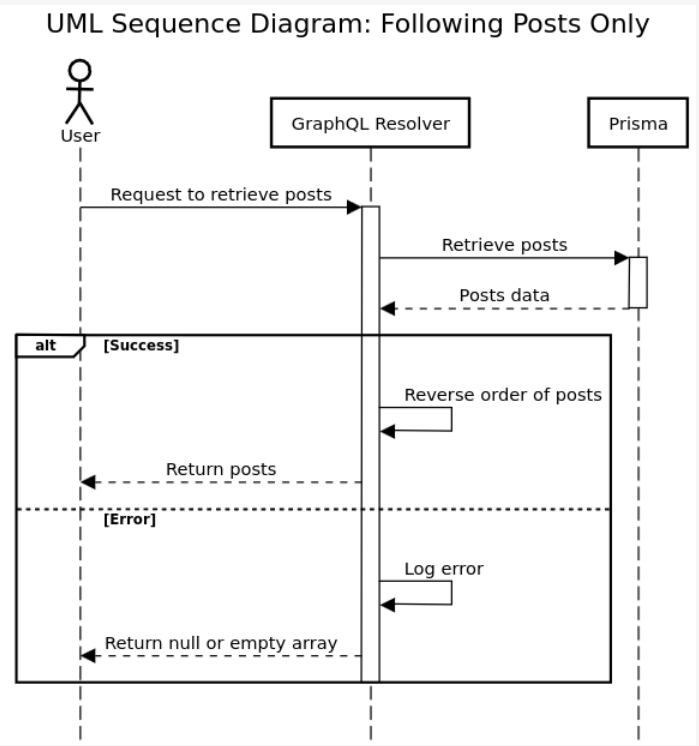 UML Sequence Diagram: Following Posts Only
User
GraphQL Resolver
Prisma
Request to retrieve posts
Retrieve posts
Posts data
alt
[Success]
Reverse order of posts
Return posts
[Error]
Log error
Return null or empty array